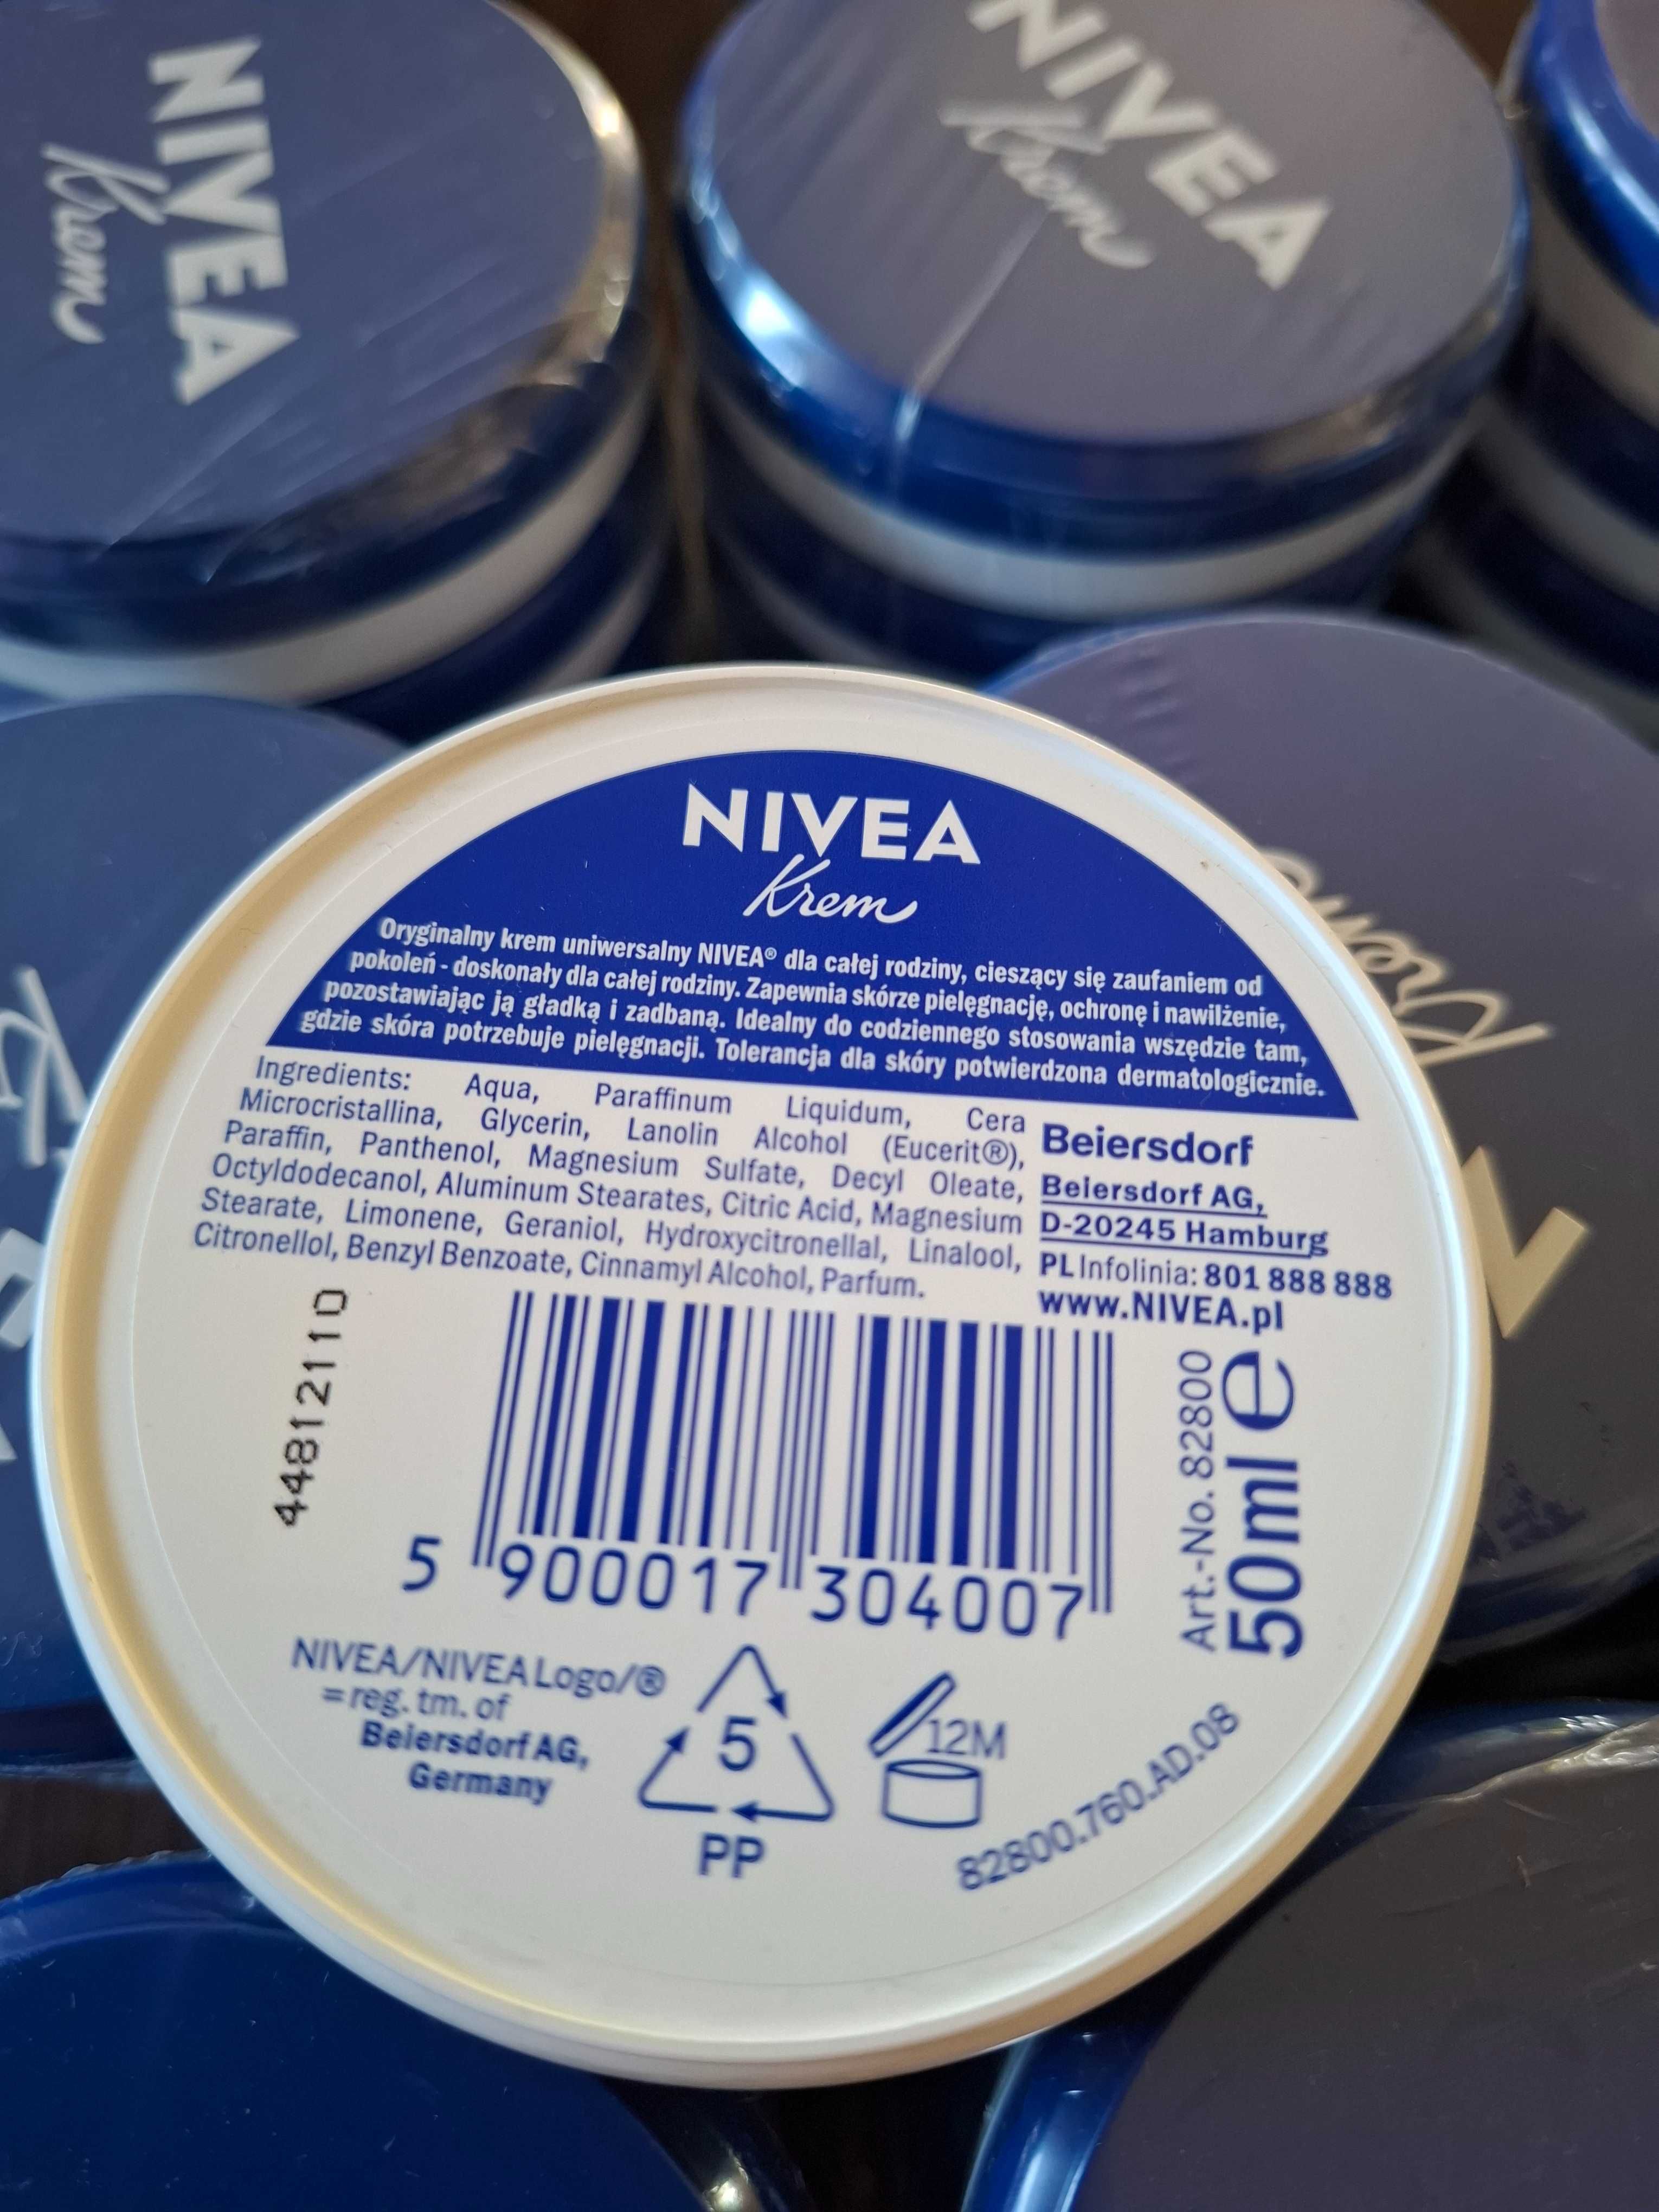 NIVEA
Krem
NIVEA
Krem
Krem
NIVEA
Krem
Oryginalny krem uniwersalny NIVEA® dla całej rodziny, cieszący się zaufaniem od
pokoleń - doskonały dla całej rodziny. Zapewnia skórze pielęgnację, ochronę i nawilżenie,
pozostawiając ją gładką i zadbaną. Idealny do codziennego stosowania wszędzie tam,
gdzie skóra potrzebuje pielęgnacji. Tolerancja dla skóry potwierdzona dermatologicznie.
Ingredients: Aqua, Paraffinum Liquidum, Cera
Microcristallina, Glycerin, Lanolin Alcohol (Eucerit®),
Paraffin, Panthenol, Magnesium Sulfate, Decyl Oleate,
Octyldodecanol, Aluminum Stearates, Citric Acid, Magnesium
Stearate, Limonene, Geraniol, Hydroxycitronellal, Linalool,
Citronellol, Benzyl Benzoate, Cinnamyl Alcohol, Parfum.
Beiersdorf
Beiersdorf AG,
D-20245 Hamburg
PL Infolinia: 801 888 888
www.NIVEA.pl
44812110
5 900017 304007
Art.-No. 82800
50ml e
NIVEA/NIVEA Logo/®
=reg. tm. of
Beiersdorf AG,
Germany
5
PP
12M
82800.760.AD.08